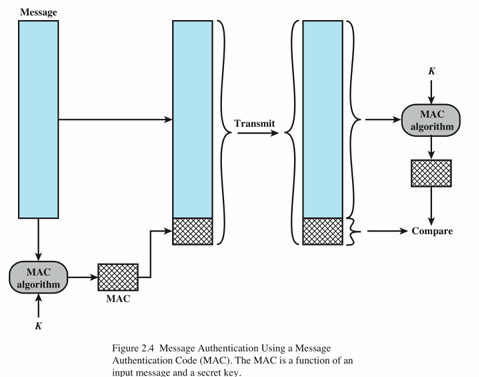 Message
Transmit
K
MAC
algorithm
Compare
MAC
algorithm
MAC
K
Figure 2.4 Message Authentication Using a Message
Authentication Code (MAC). The MAC is a function of an
input message and a secret key.